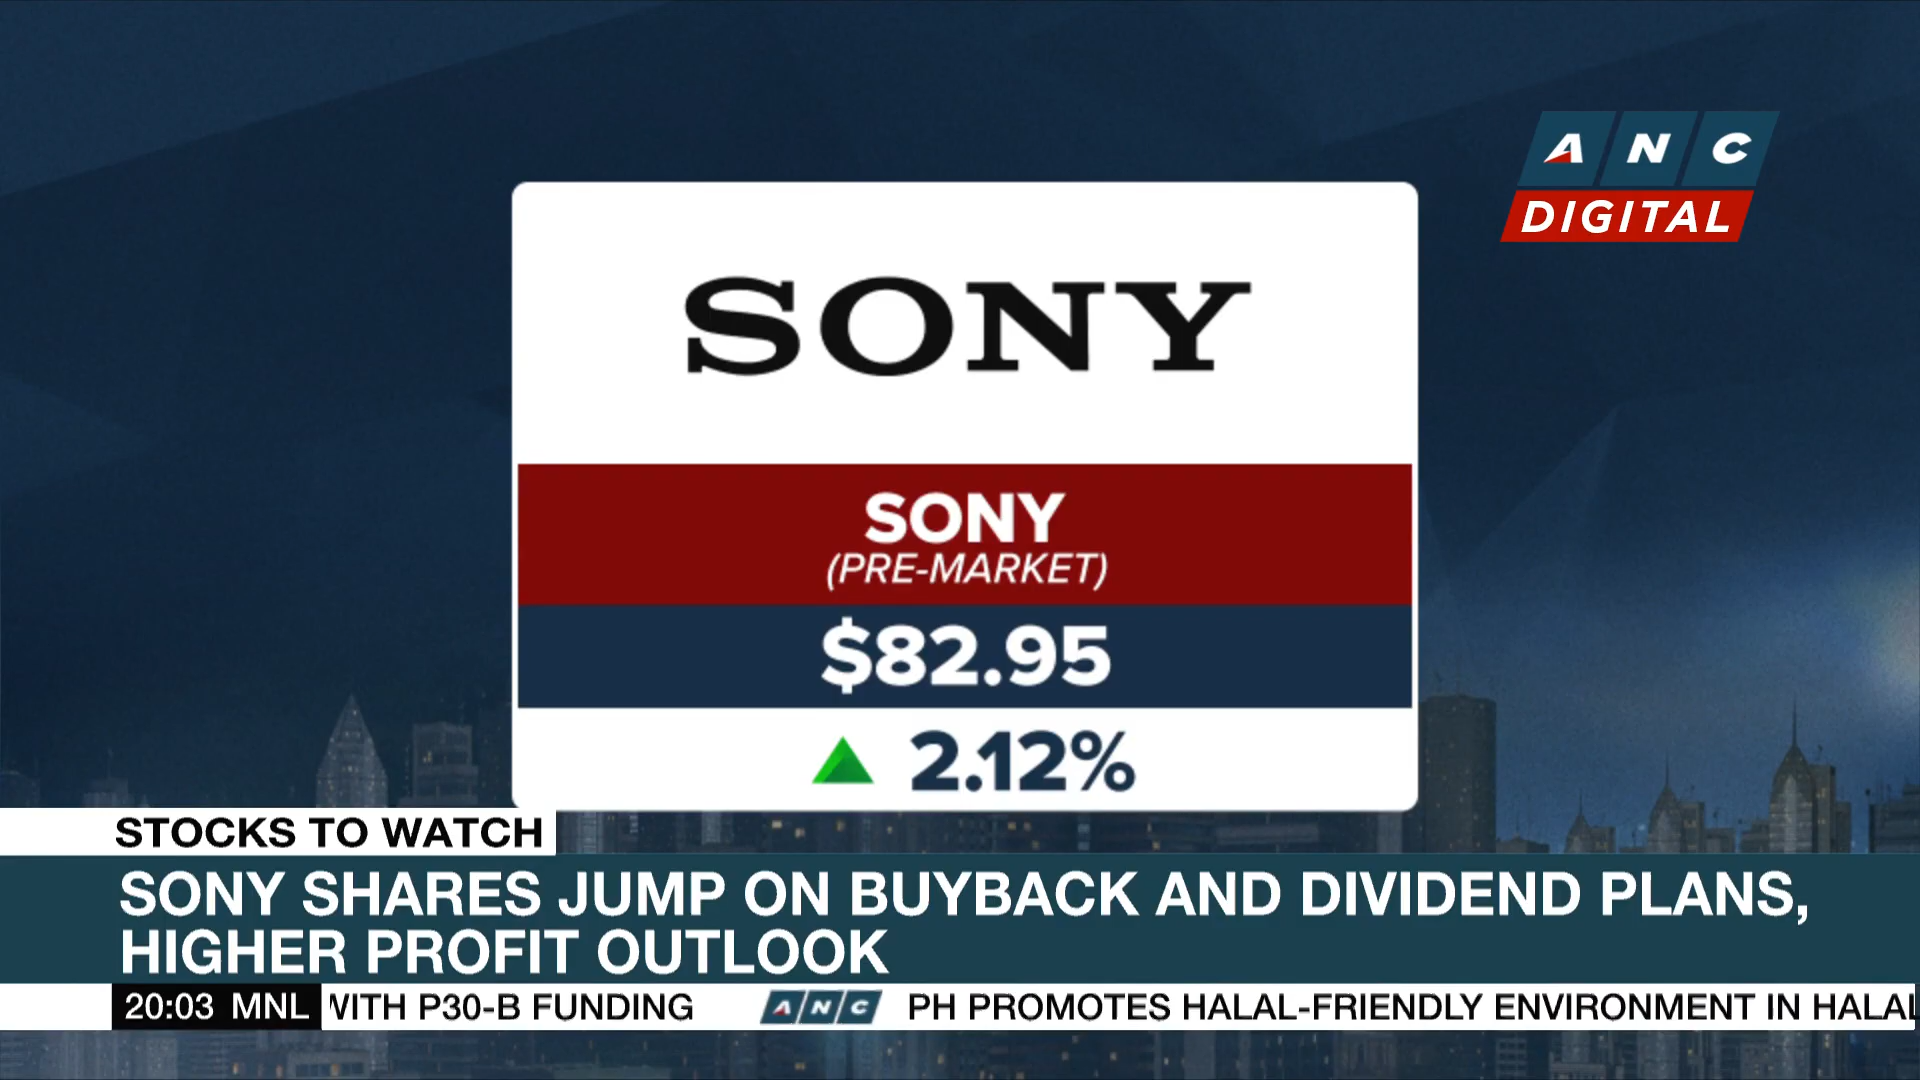 ANC
DIGITAL
SONY
SONY
(PRE-MARKET)
$82.95
2.12%
STOCKS TO WATCH
SONY SHARES JUMP ON BUYBACK AND DIVIDEND PLANS,
HIGHER PROFIT OUTLOOK
20:03 MNL WITH P30-B FUNDING ANC PH PROMOTES HALAL-FRIENDLY ENVIRONMENT IN HALAL